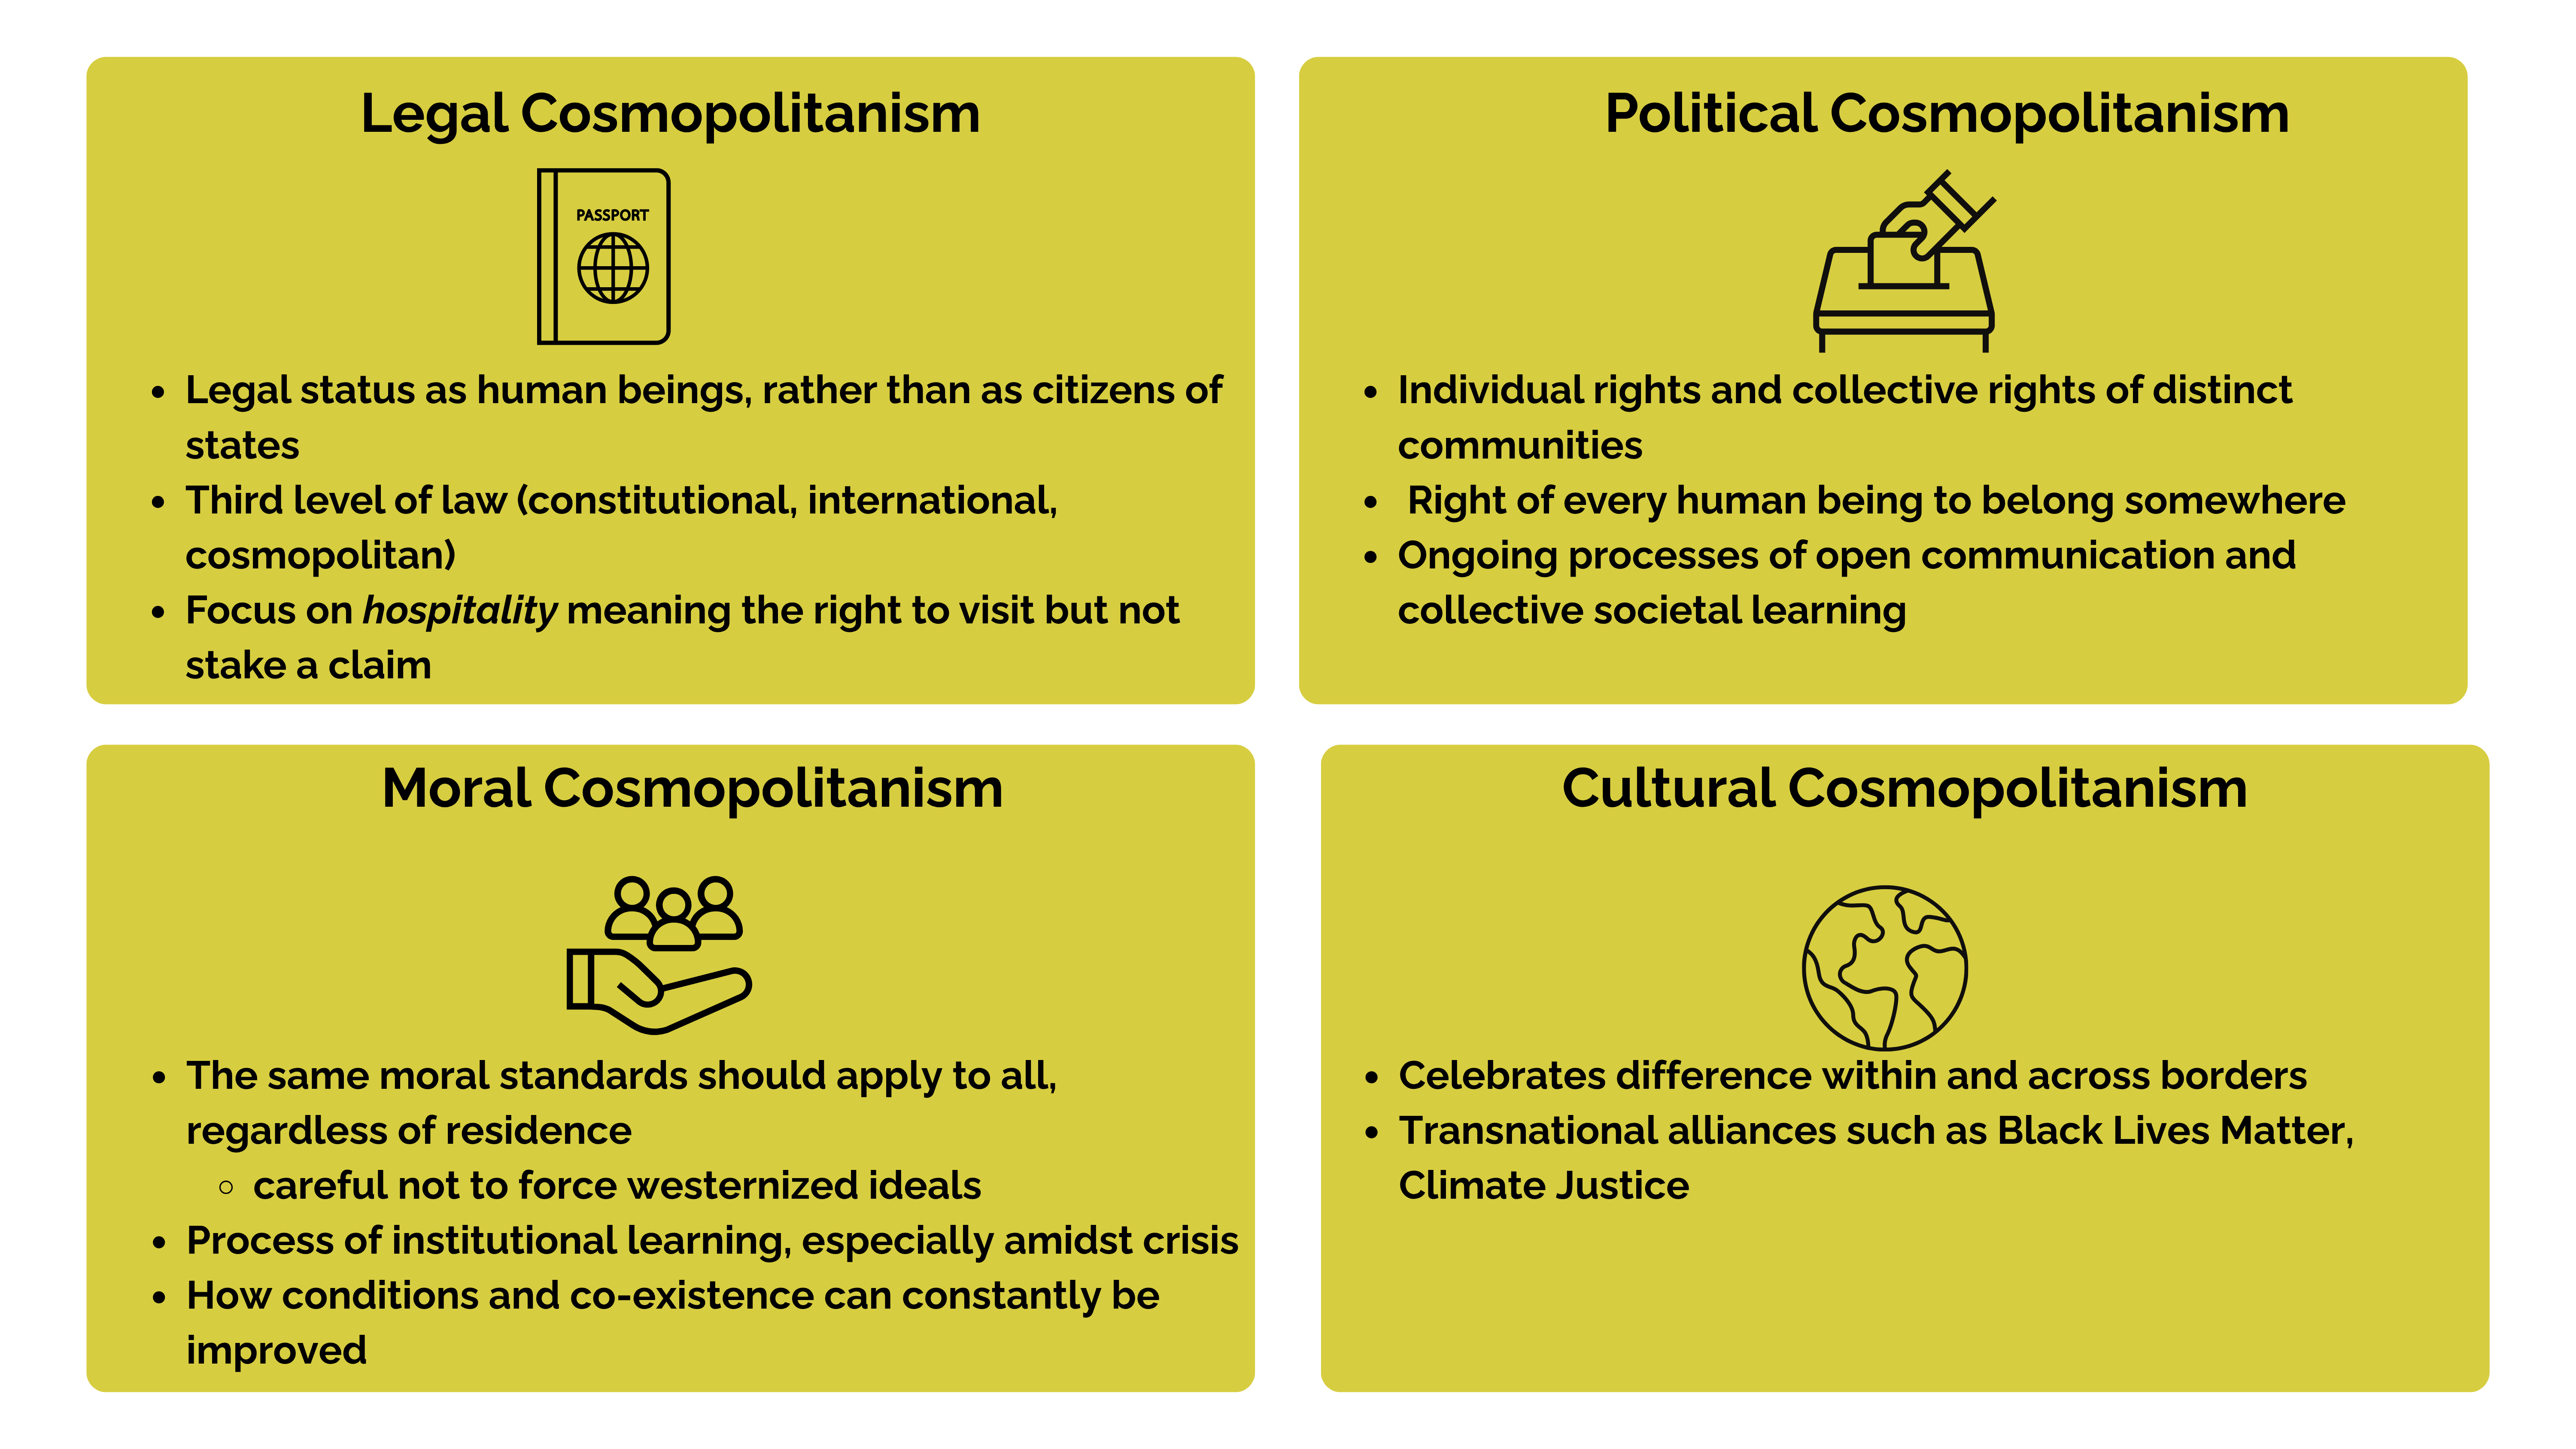 Legal Cosmopolitanism
PASSPORT
• Legal status as human beings, rather than as citizens of
states
• Third level of law (constitutional, international,
cosmopolitan)
• Focus on hospitality meaning the right to visit but not
stake a claim
Political Cosmopolitanism
• Individual rights and collective rights of distinct
communities
• Right of every human being to belong somewhere
• Ongoing processes of open communication and
collective societal learning
Moral Cosmopolitanism
• The same moral standards should apply to all,
regardless of residence
◦ careful not to force westernized ideals
• Process of institutional learning, especially amidst crisis
• How conditions and co-existence can constantly be
improved
Cultural Cosmopolitanism
• Celebrates difference within and across borders
• Transnational alliances such as Black Lives Matter,
Climate Justice